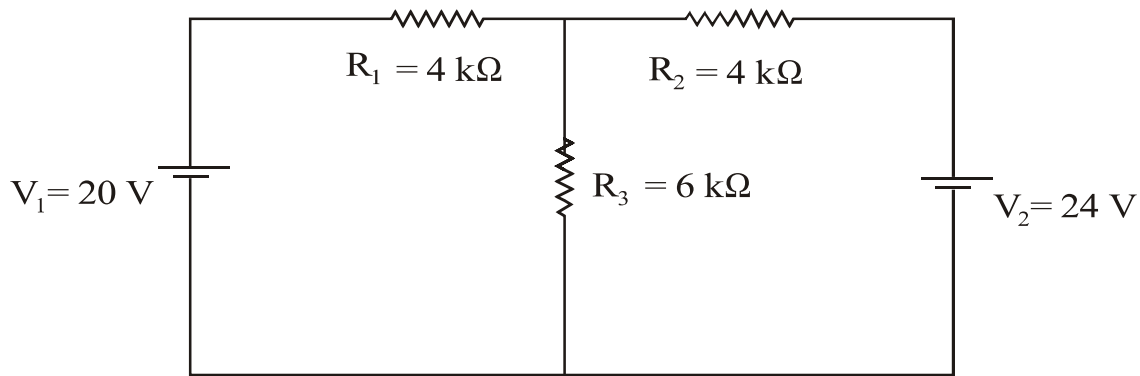 R₁ = 4 kΩ
R₂ = 4 kΩ
V₁= 20 V
R₃ = 6 kΩ
V₂= 24 V